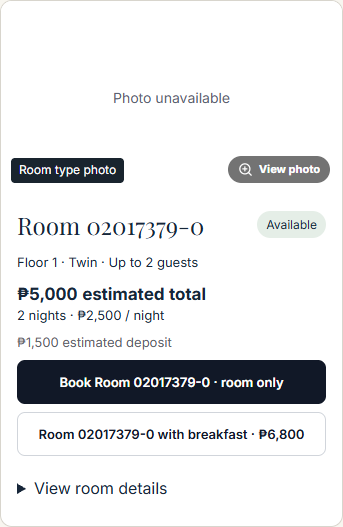 Photo unavailable
Room type photo
View photo
Room 02017379-0
Available
Floor 1 · Twin · Up to 2 guests
₱5,000 estimated total
2 nights · ₱2,500 / night
₱1,500 estimated deposit
Book Room 02017379-0 · room only
Room 02017379-0 with breakfast · ₱6,800
View room details